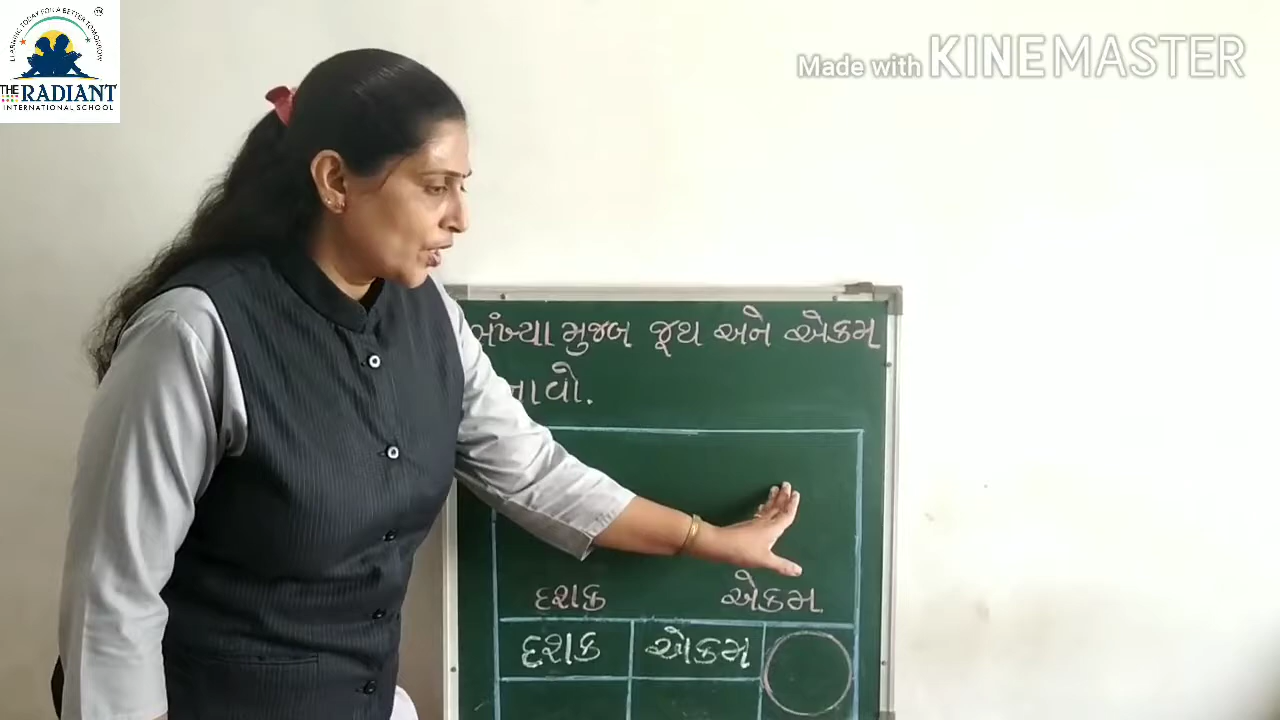 LEARNING TODAY FOR A BETTER TOMORROW
THE RADIANT
INTERNATIONAL SCHOOL
Made with KINEMASTER
સંખ્યા મુજબ જૂથ અને એકમ
દશક એકમ
દશક એકમ